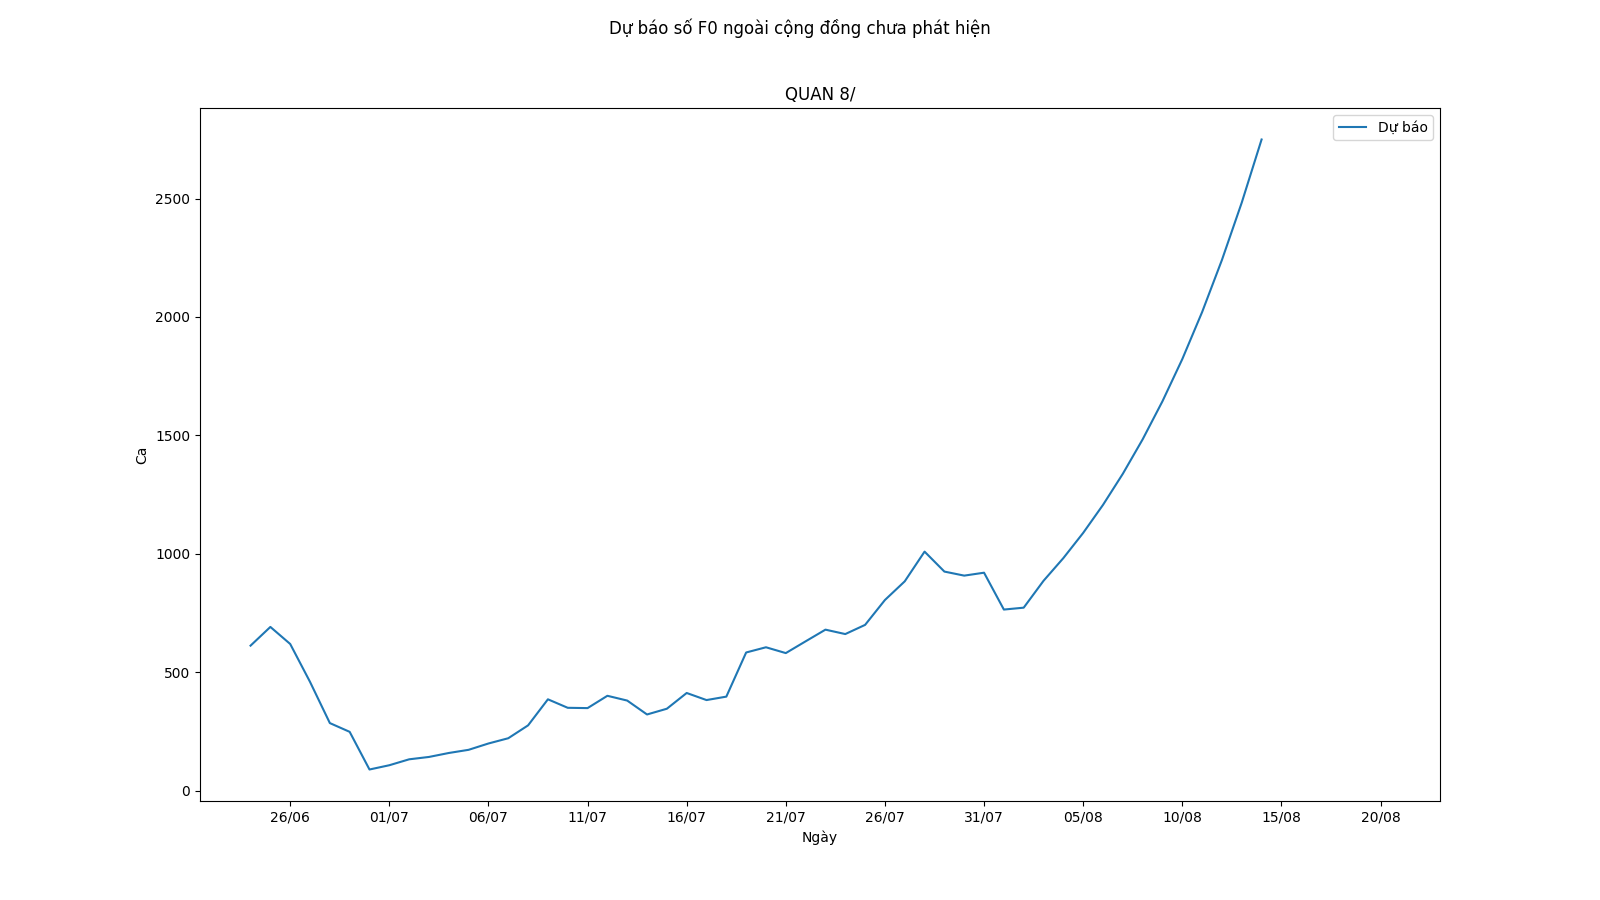 Dự báo số F0 ngoài cộng đồng chưa phát hiện
QUAN 8/
Dự báo
2500
2000
1500
1000
500
0
Ca
26/06 01/07 06/07 11/07 16/07 21/07 26/07 31/07 05/08 10/08 15/08 20/08
Ngày